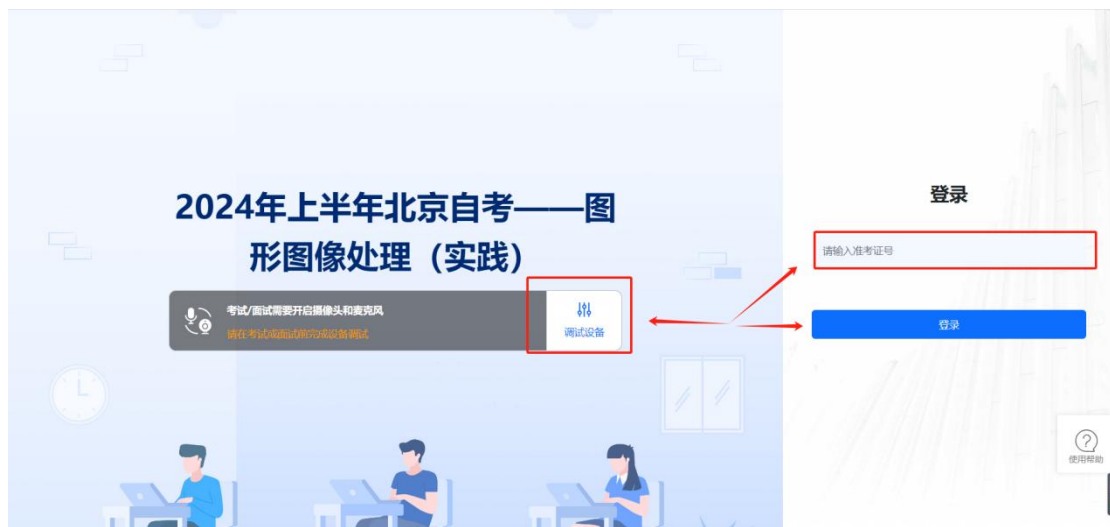 2024年上半年北京自考——图
形图像处理（实践）
考试/面试需要开启摄像头和麦克风
请在考试或面试前完成设备调试
调试设备
登录
请输入准考证号
登录
使用帮助